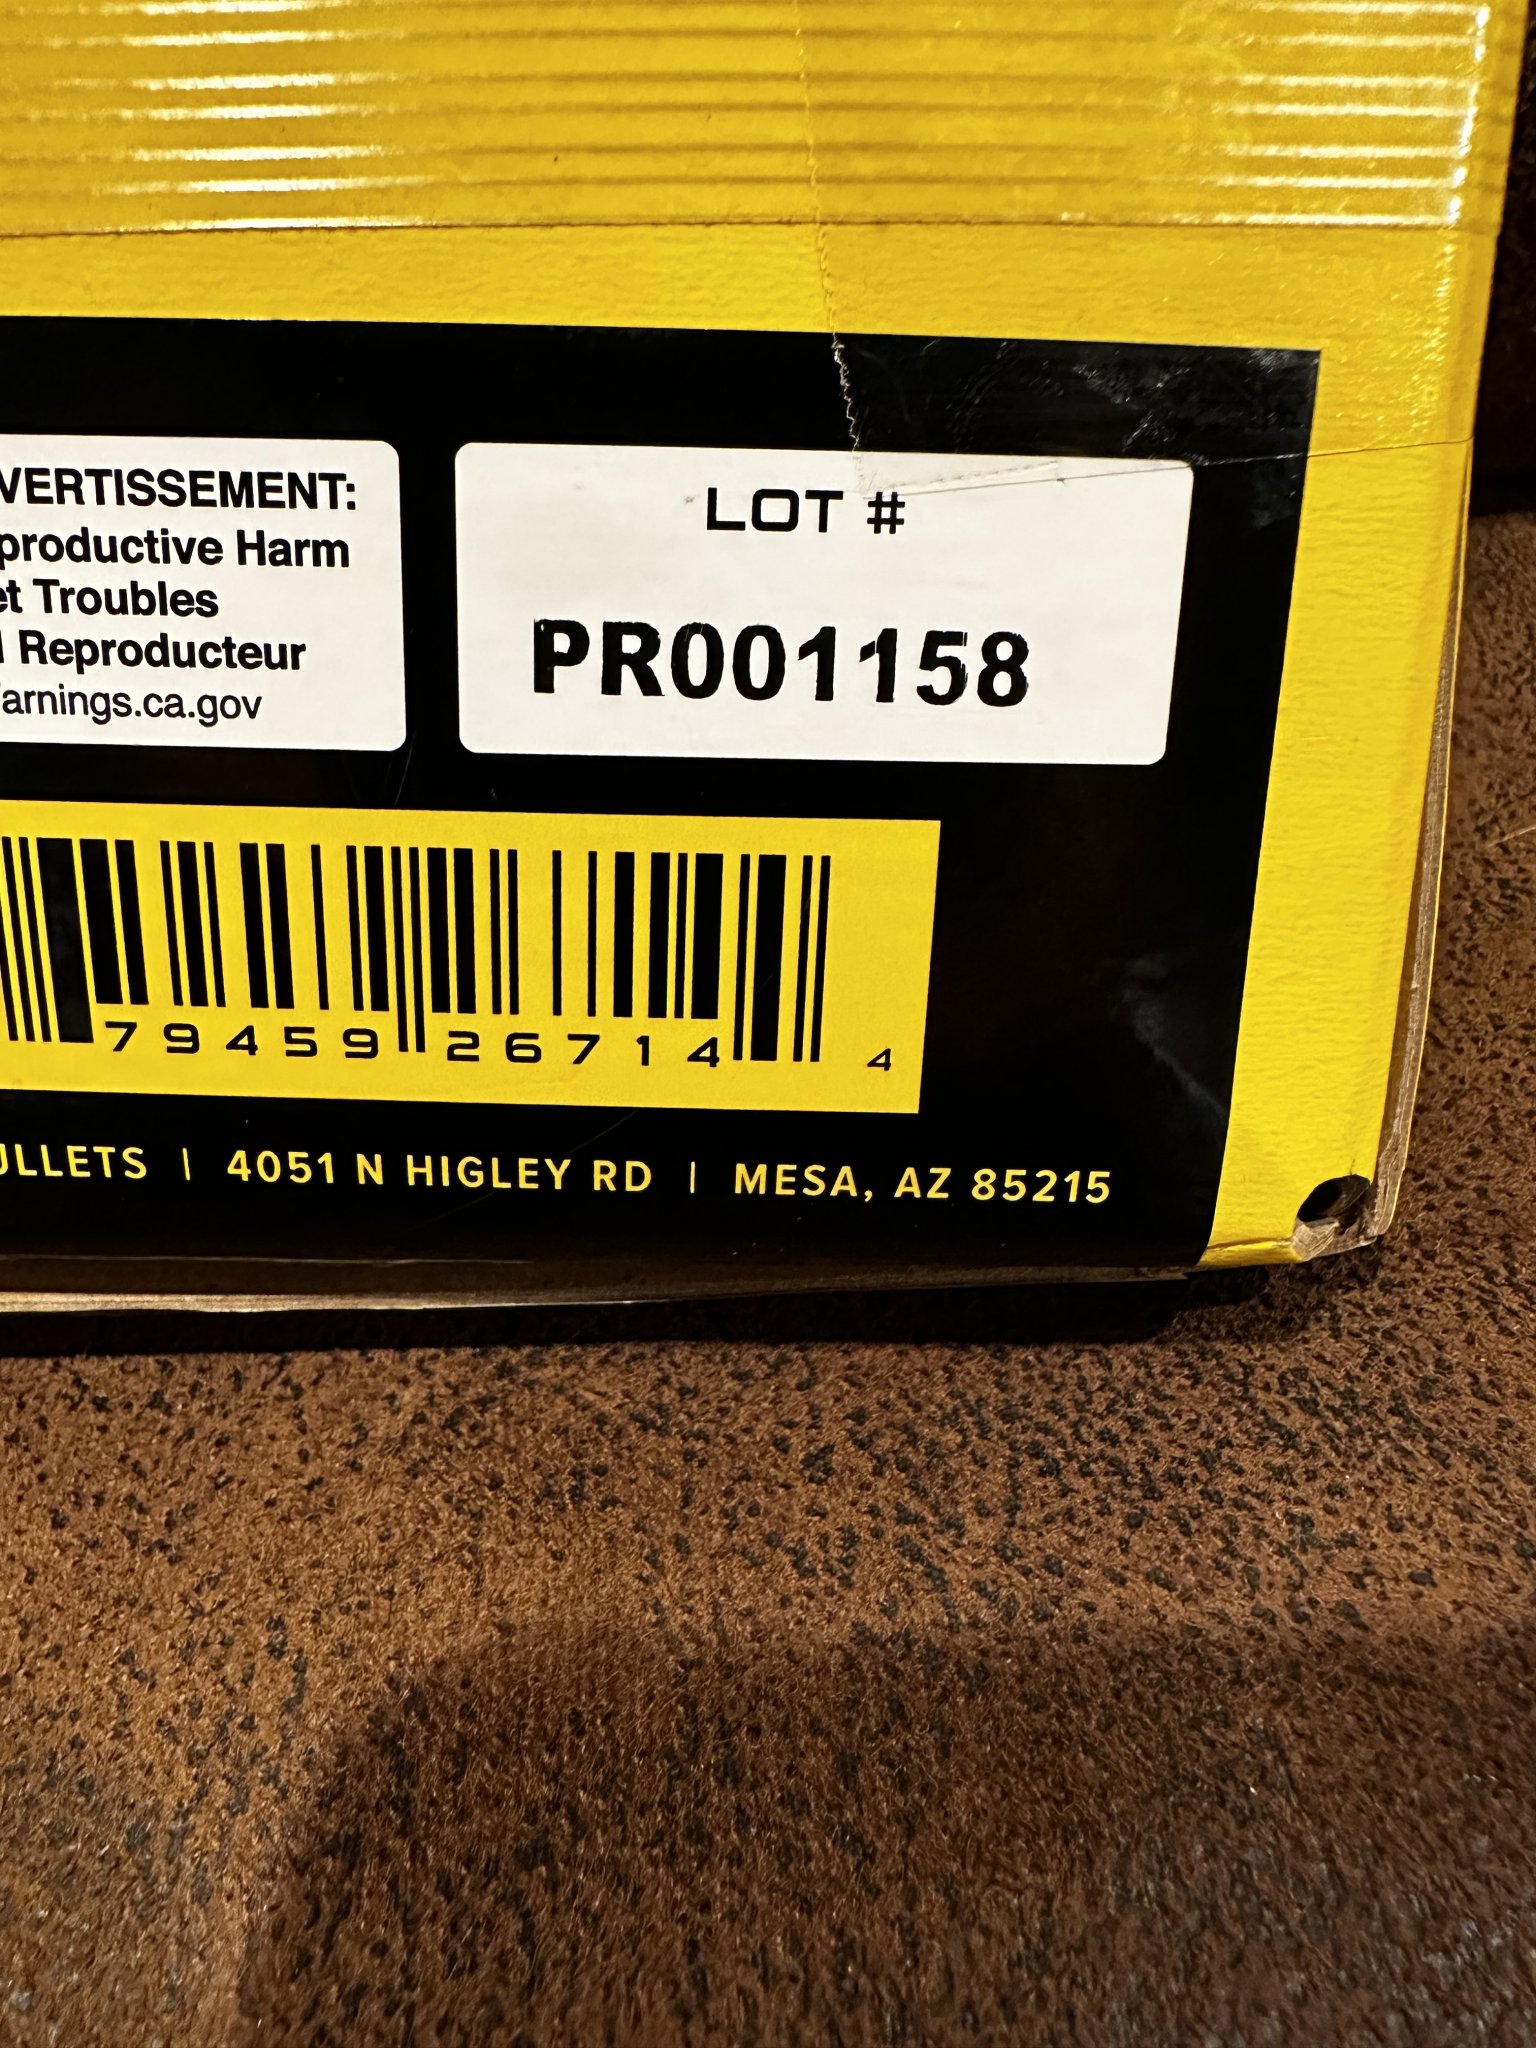 VERTISSEMENT:
productive Harm
et Troubles
Reproducteur
arnings.ca.gov
LOT #
PR001158
79459 26714 4
ULLETS | 4051 N HIGLEY RD | MESA, AZ 85215